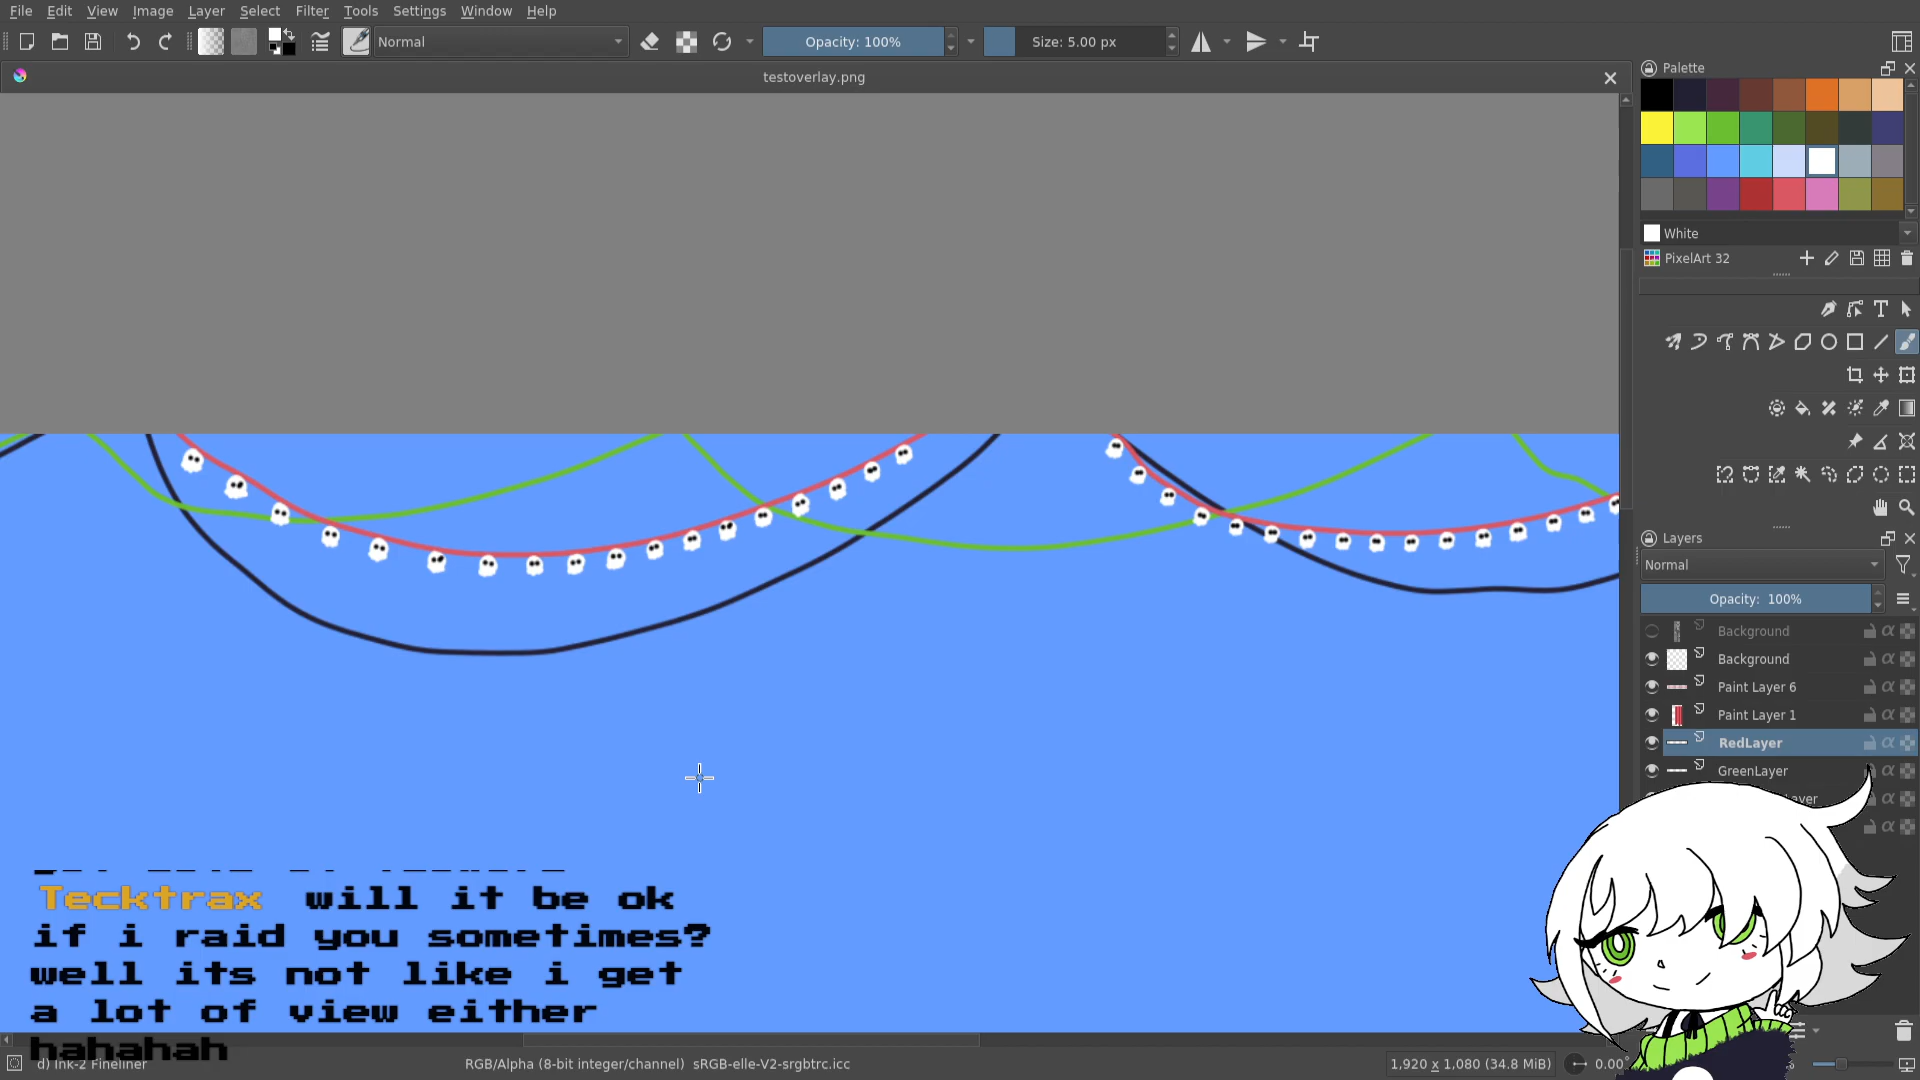 File Edit View Image Layer Select Filter Tools Settings Window Help
Normal
Opacity: 100%
Size: 5.00 px
testoverlay.png
Palette
White
PixelArt 32
Layers
Normal
Opacity: 100%
Background
Background
Paint Layer 6
Paint Layer 1
RedLayer
GreenLayer
Tecktrax will it be ok
if i raid you sometimes?
well its not like i get
a lot of view either
hahahah
d) Ink-2 Fineliner
RGB/Alpha (8-bit integer/channel) sRGB-elle-V2-srgbtrc.icc
1,920 x 1,080 (34.8 MiB)
0.00